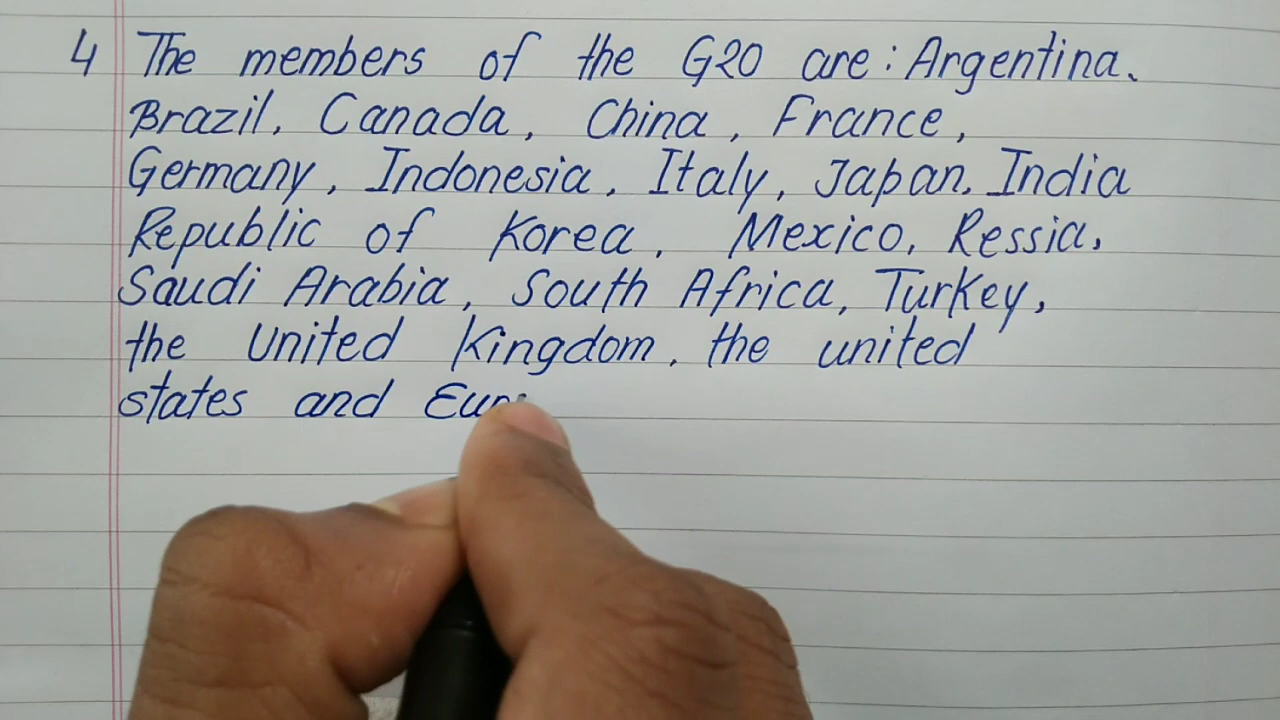 4 The members of the G20 are: Argentina,
Brazil, Canada, China, France,
Germany, Indonesia, Italy, Japan, India
Republic of Korea, Mexico, Ressia,
Saudi Arabia, South Africa, Turkey,
the United Kingdom, the united
states and